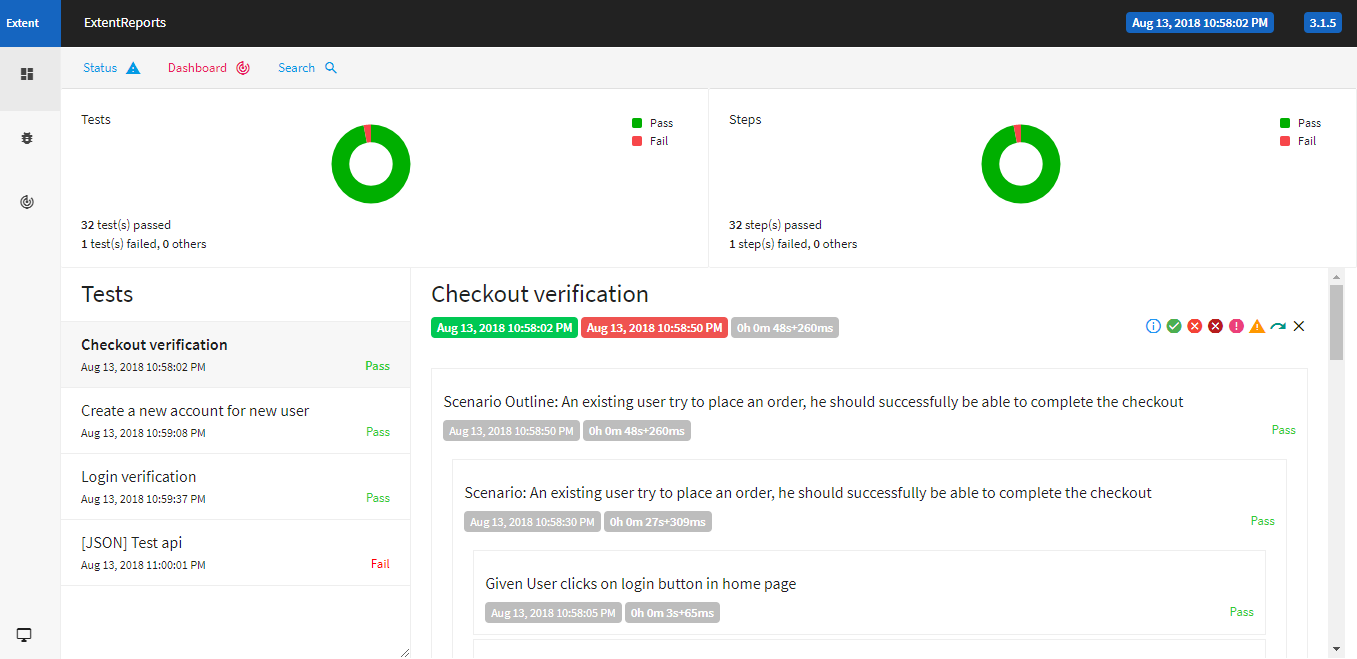 Extent
ExtentReports
Aug 13, 2018 10:58:02 PM
3.1.5
Status
Dashboard
Search
Tests
Pass
Fail
32 test(s) passed
1 test(s) failed, 0 others
Steps
Pass
Fail
32 step(s) passed
1 step(s) failed, 0 others
Tests
Checkout verification
Aug 13, 2018 10:58:02 PM
Pass
Create a new account for new user
Aug 13, 2018 10:59:08 PM
Pass
Login verification
Aug 13, 2018 10:59:37 PM
Pass
[JSON] Test api
Aug 13, 2018 11:00:01 PM
Fail
Checkout verification
Aug 13, 2018 10:58:02 PM Aug 13, 2018 10:58:50 PM 0h 0m 48s+260ms
Scenario Outline: An existing user try to place an order, he should successfully be able to complete the checkout
Aug 13, 2018 10:58:50 PM 0h 0m 48s+260ms
Pass
Scenario: An existing user try to place an order, he should successfully be able to complete the checkout
Aug 13, 2018 10:58:30 PM 0h 0m 27s+309ms
Pass
Given User clicks on login button in home page
Aug 13, 2018 10:58:05 PM 0h 0m 3s+65ms
Pass